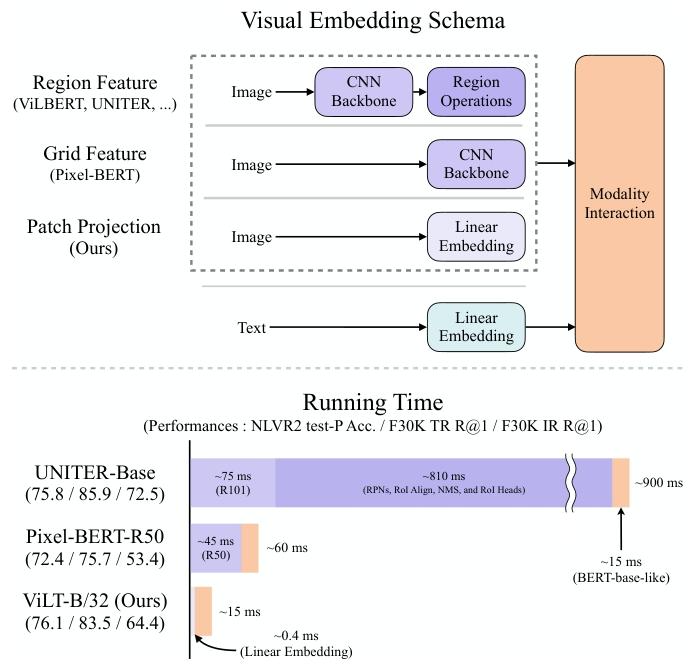 Visual Embedding Schema
Region Feature
(ViLBERT, UNITER, ...)
Image
CNN
Backbone
Region
Operations
Grid Feature
(Pixel-BERT)
Image
CNN
Backbone
Patch Projection
(Ours)
Image
Linear
Embedding
Text
Linear
Embedding
Modality
Interaction
Running Time
(Performances : NLVR2 test-P Acc. / F30K TR R@1 / F30K IR R@1)
UNITER-Base
(75.8 / 85.9 / 72.5)
~75 ms
(R101)
~810 ms
(RPNs, RoI Align, NMS, and RoI Heads)
~900 ms
~15 ms
(BERT-base-like)
Pixel-BERT-R50
(72.4 / 75.7 / 53.4)
~45 ms
(R50)
~60 ms
ViLT-B/32 (Ours)
(76.1 / 83.5 / 64.4)
~15 ms
~0.4 ms
(Linear Embedding)